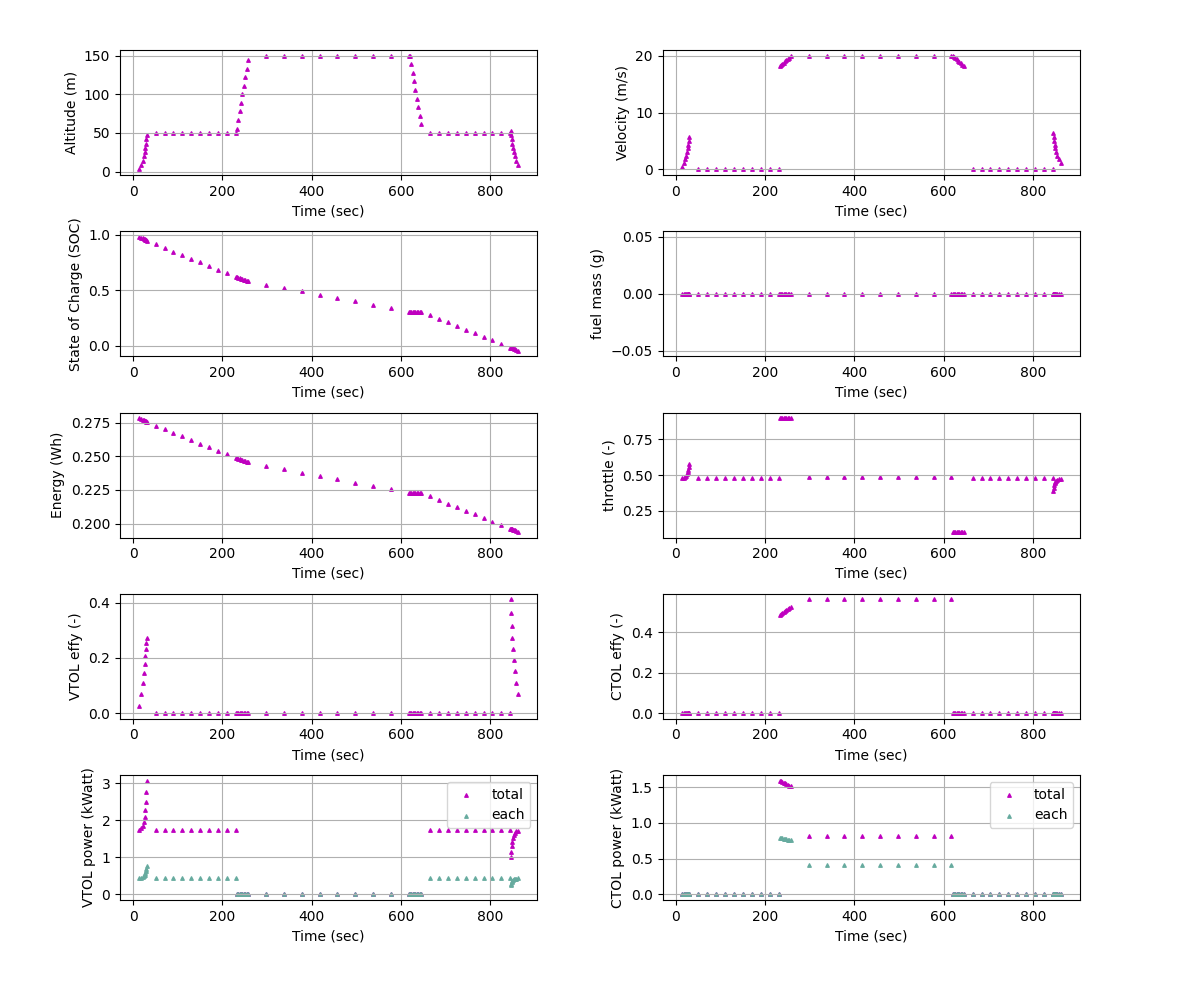 150
100
50
0
Altitude (m)
0 200 400 600 800
Time (sec)
20
10
0
Velocity (m/s)
0 200 400 600 800
Time (sec)
1.0
0.5
0.0
State of Charge (SOC)
0 200 400 600 800
Time (sec)
0.05
0.00
−0.05
fuel mass (g)
0 200 400 600 800
Time (sec)
0.275
0.250
0.225
0.200
Energy (Wh)
0 200 400 600 800
Time (sec)
0.75
0.50
0.25
throttle (-)
0 200 400 600 800
Time (sec)
0.4
0.2
0.0
VTOL effy (-)
0 200 400 600 800
Time (sec)
0.4
0.2
0.0
CTOL effy (-)
0 200 400 600 800
Time (sec)
3
2
1
0
VTOL power (kWatt)
total
each
0 200 400 600 800
Time (sec)
1.5
1.0
0.5
0.0
CTOL power (kWatt)
total
each
0 200 400 600 800
Time (sec)